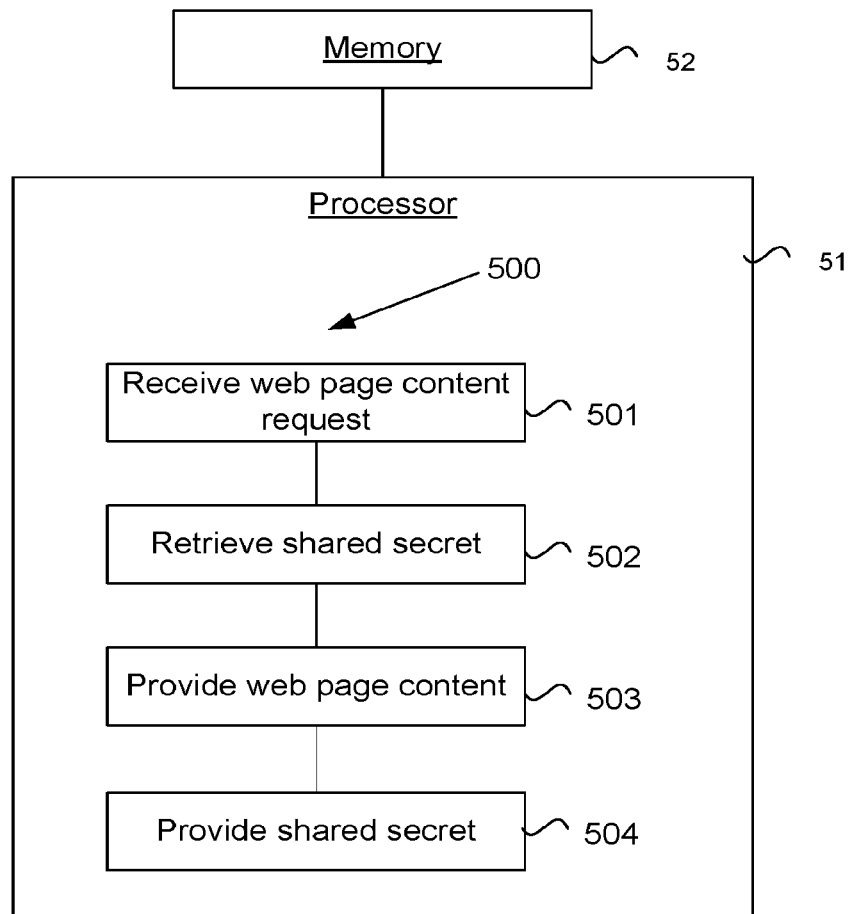 Memory
52
Processor
51
500
Receive web page content
request
501
Retrieve shared secret
502
Provide web page content
503
Provide shared secret
504